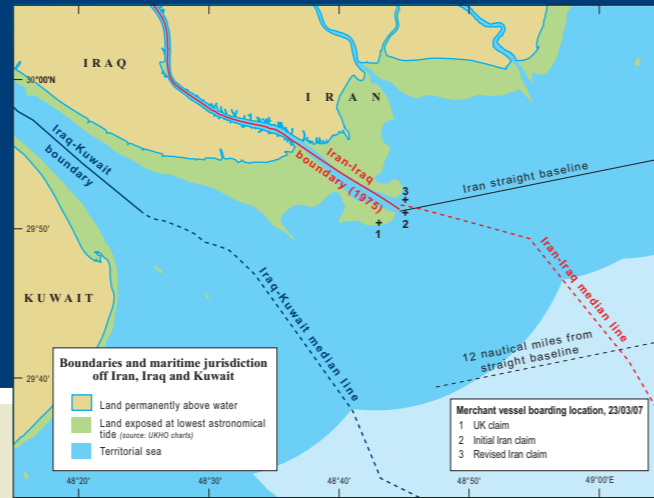 IRAQ
IRAN
30°00'N
Iraq-Kuwait
boundary
Iran-Iraq
boundary (1975)
3
2
1
Iran straight baseline
29°50'
KUWAIT
Iraq-Kuwait median line
Iran-Iraq median line
12 nautical miles from
straight baseline
29°40'
Boundaries and maritime jurisdiction
off Iran, Iraq and Kuwait
Land permanently above water
Land exposed at lowest astronomical
tide (source: UKHO charts)
Territorial sea
Merchant vessel boarding location, 23/03/07
1 UK claim
2 Initial Iran claim
3 Revised Iran claim
48°20'
48°30'
48°40'
48°50'
49°00'E